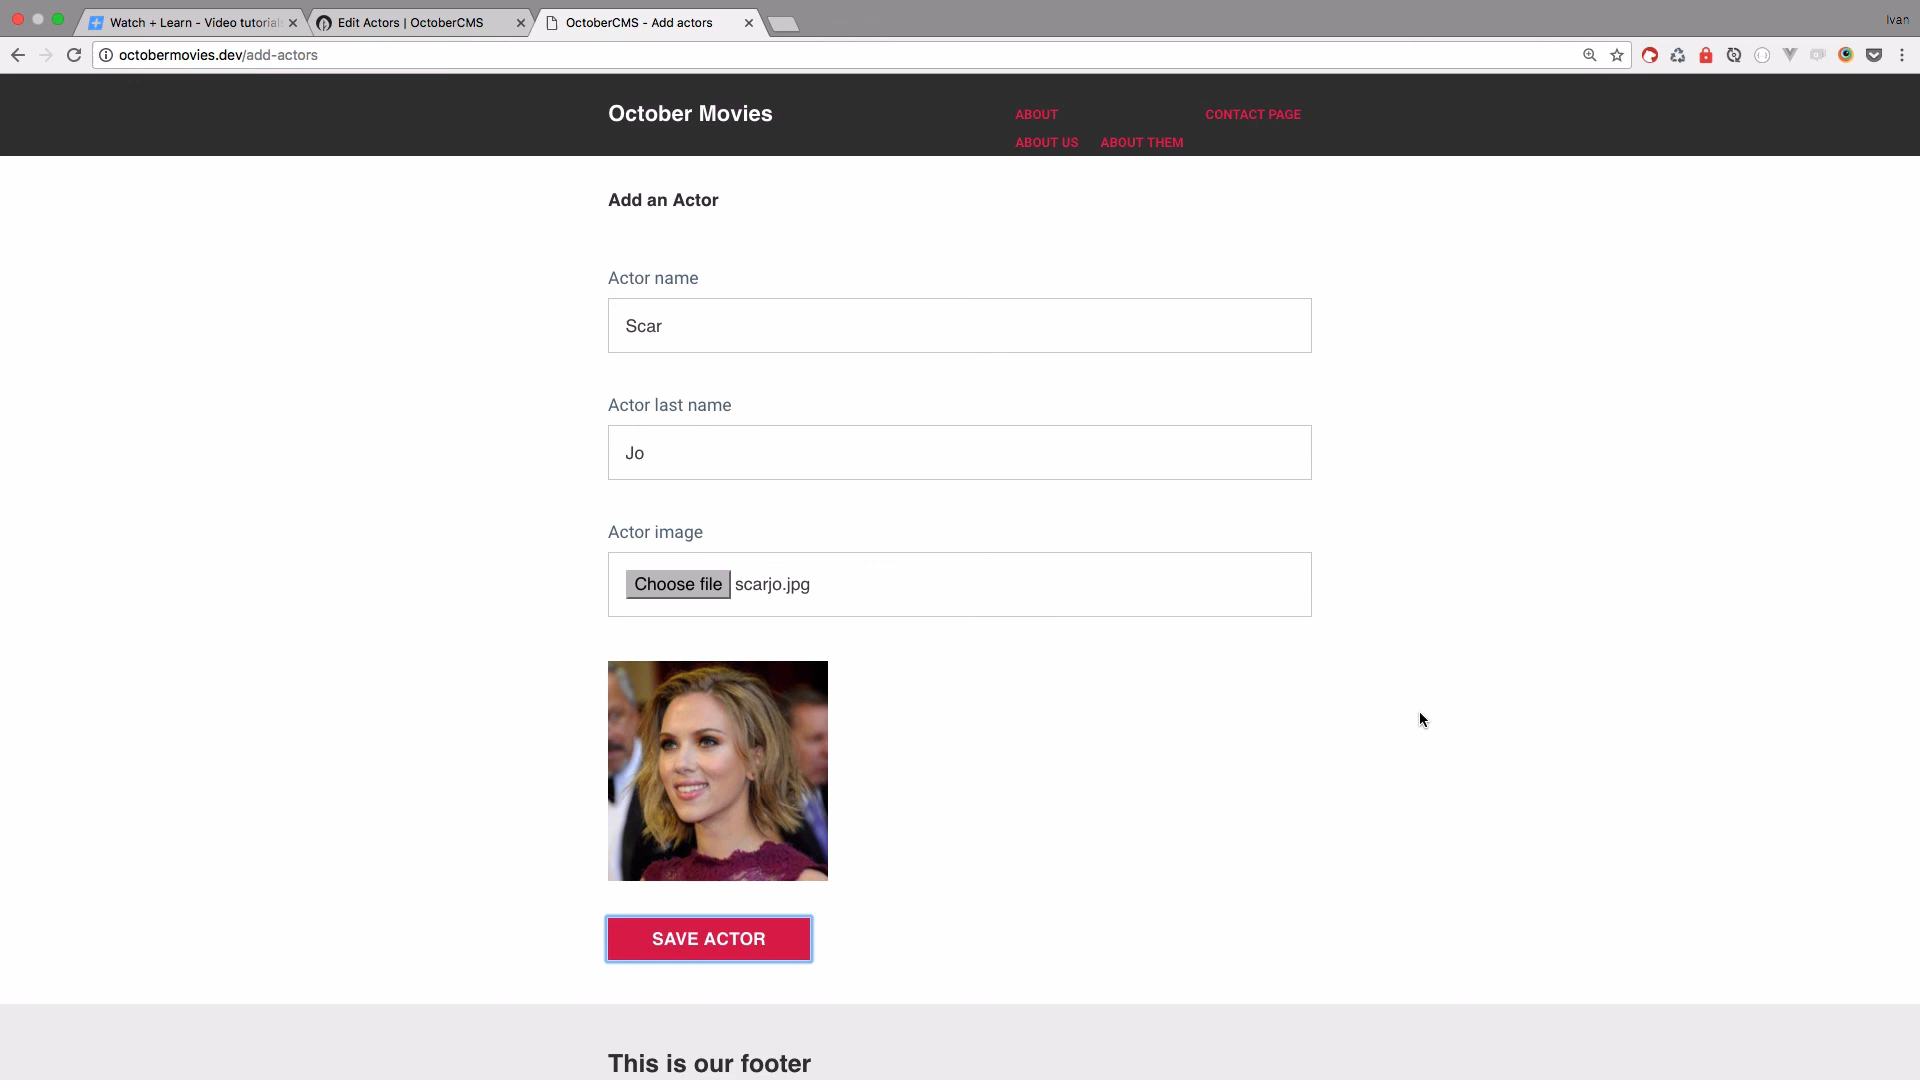 Watch + Learn - Video tutorial
Edit Actors | OctoberCMS
OctoberCMS - Add actors
Ivan
octobermovies.dev/add-actors
October Movies
ABOUT
CONTACT PAGE
ABOUT US
ABOUT THEM
Add an Actor
Actor name
Scar
Actor last name
Jo
Actor image
Choose file scarjo.jpg
SAVE ACTOR
This is our footer